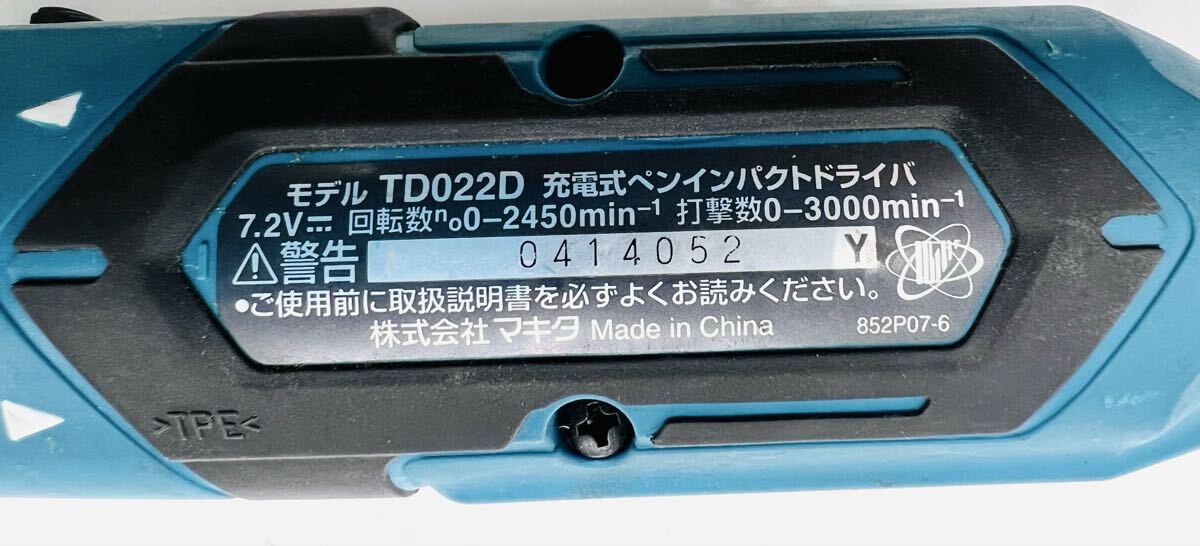 モデル TD022D 充電式ペンインパクトドライバ
7.2V⎓ 回転数n₀0-2450min⁻¹ 打撃数0-3000min⁻¹
⚠警告 0414052 Y
●ご使用前に取扱説明書を必ずよくお読みください。
株式会社 マキタ Made in China 852P07-6
>TPE<